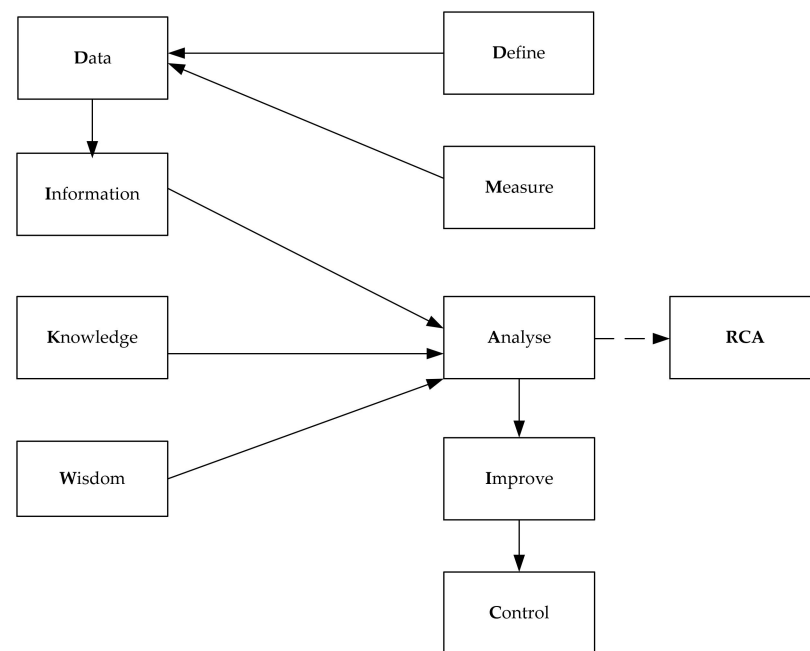 Data
Define
Information
Measure
Knowledge
Analyse
RCA
Wisdom
Improve
Control